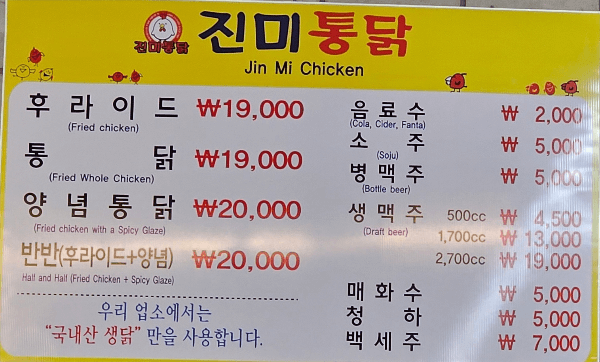 진미통닭
진미통닭
Jin Mi Chicken
후라이드 ₩19,000
(Fried chicken)
통닭 ₩19,000
(Fried Whole Chicken)
양념통닭 ₩20,000
(Fried chicken with a Spicy Glaze)
반반(후라이드+양념) ₩20,000
Half and Half (Fried Chicken + Spicy Glaze)
우리 업소에서는
"국내산 생닭" 만을 사용합니다.
음료수 ₩ 2,000
(Cola, Cider, Fanta)
소주 ₩ 5,000
(Soju)
병맥주 ₩ 5,000
(Bottle beer)
생맥주 500cc ₩ 4,500
(Draft beer) 1,700cc ₩ 13,000
2,700cc ₩ 19,000
매화수 ₩ 5,000
청하 ₩ 5,000
백세주 ₩ 7,000